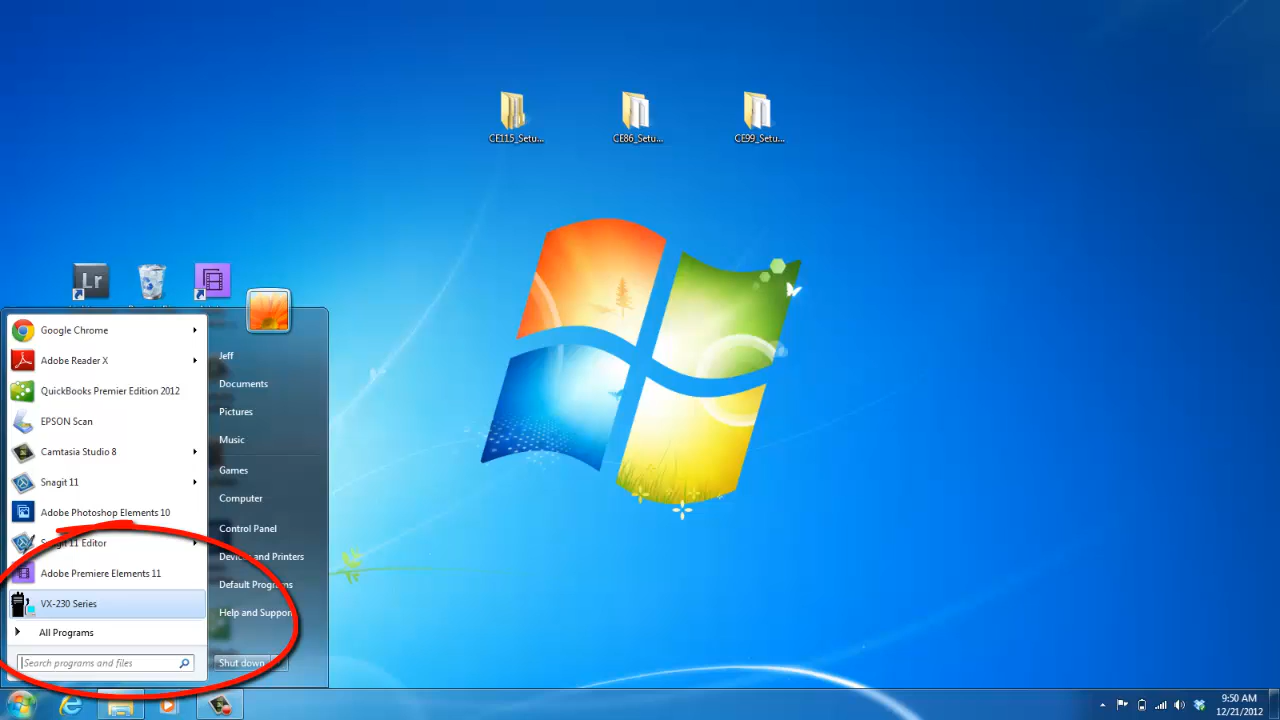 CE115_Setu...
CE86_Setu...
CE99_Setu...
Lr
Google Chrome
Adobe Reader X
QuickBooks Premier Edition 2012
EPSON Scan
Camtasia Studio 8
Snagit 11
Adobe Photoshop Elements 10
Snagit 11 Editor
Adobe Premiere Elements 11
VX-230 Series
All Programs
Search programs and files
Jeff
Documents
Pictures
Music
Games
Computer
Control Panel
Devices and Printers
Default Programs
Help and Support
Shut down
9:50 AM
12/21/2012